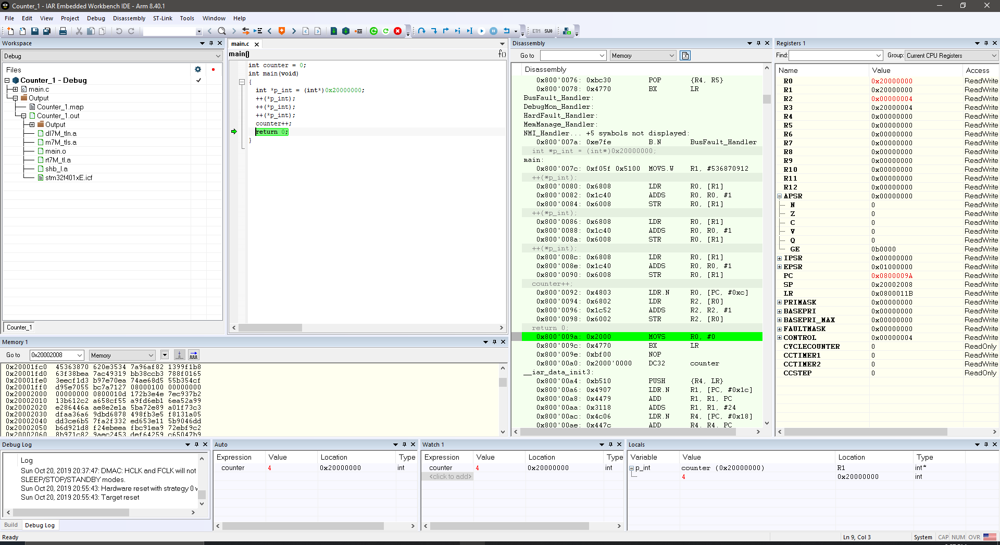 Counter_1 - IAR Embedded Workbench IDE - Arm 8.40.1
File Edit View Project Debug Disassembly ST-Link Tools Window Help
ETM SWO
Workspace
Debug
Files
Counter_1 - Debug
main.c
Output
Counter_1.map
Counter_1.out
Output
dl7M_tln.a
m7M_tls.a
main.o
rt7M_tl.a
shb_l.a
stm32f401xE.icf
Counter_1
main.c
main()
f()
int counter = 0;
int main(void)
{
int *p_int = (int*)0x20000000;
++(*p_int);
++(*p_int);
++(*p_int);
counter++;
return 0;
}
Disassembly
Go to Memory
Disassembly
0x800'0076: 0xbc30 POP {R4, R5}
0x800'0078: 0x4770 BX LR
BusFault_Handler:
DebugMon_Handler:
HardFault_Handler:
MemManage_Handler:
NMI_Handler... +5 symbols not displayed:
0x800'007a: 0xe7fe B.N BusFault_Handler
int *p_int = (int*)0x20000000;
main:
0x800'007c: 0xf05f 0x5100 MOVS.W R1, #536870912
++(*p_int);
0x800'0080: 0x6808 LDR R0, [R1]
0x800'0082: 0x1c40 ADDS R0, R0, #1
0x800'0084: 0x6008 STR R0, [R1]
++(*p_int);
0x800'0086: 0x6808 LDR R0, [R1]
0x800'0088: 0x1c40 ADDS R0, R0, #1
0x800'008a: 0x6008 STR R0, [R1]
++(*p_int);
0x800'008c: 0x6808 LDR R0, [R1]
0x800'008e: 0x1c40 ADDS R0, R0, #1
0x800'0090: 0x6008 STR R0, [R1]
counter++;
0x800'0092: 0x4803 LDR.N R0, [PC, #0xc]
0x800'0094: 0x6802 LDR R2, [R0]
0x800'0096: 0x1c52 ADDS R2, R2, #1
0x800'0098: 0x6002 STR R2, [R0]
return 0;
0x800'009a: 0x2000 MOVS R0, #0
0x800'009c: 0x4770 BX LR
0x800'009e: 0xbf00 NOP
0x800'00a0: 0x2000'0000 DC32 counter
__iar_data_init3:
0x800'00a4: 0xb510 PUSH {R4, LR}
0x800'00a6: 0x4907 LDR.N R1, [PC, #0x1c]
0x800'00a8: 0x4479 ADD R1, R1, PC
0x800'00aa: 0x3118 ADDS R1, R1, #24
0x800'00ac: 0x4c06 LDR.N R4, [PC, #0x18]
0x800'00ae: 0x447c ADD R4, R4, PC
Registers 1
Find: Group: Current CPU Registers
Name Value Access
R0 0x20000000 ReadWrite
R1 0x20000000 ReadWrite
R2 0x00000004 ReadWrite
R3 0x20000004 ReadWrite
R4 0x00000000 ReadWrite
R5 0x00000000 ReadWrite
R6 0x00000000 ReadWrite
R7 0x00000000 ReadWrite
R8 0x00000000 ReadWrite
R9 0x00000000 ReadWrite
R10 0x00000000 ReadWrite
R11 0x00000000 ReadWrite
R12 0x00000000 ReadWrite
APSR 0x00000000 ReadWrite
N 0 ReadWrite
Z 0 ReadWrite
C 0 ReadWrite
V 0 ReadWrite
Q 0 ReadWrite
GE 0b0000 ReadWrite
IPSR 0x00000000 ReadWrite
EPSR 0x01000000 ReadWrite
PC 0x0800009A ReadWrite
SP 0x20002008 ReadWrite
LR 0x0800011B ReadWrite
PRIMASK 0x00000000 ReadWrite
BASEPRI 0x00000000 ReadWrite
BASEPRI_MAX 0x00000000 ReadWrite
FAULTMASK 0x00000000 ReadWrite
CONTROL 0x00000004 ReadWrite
CYCLECOUNTER 0 ReadOnly
CCTIMER1 0 ReadWrite
CCTIMER2 0 ReadWrite
CCSTEP 0 ReadOnly
Memory 1
Go to 0x20002008 Memory
0x20001fc0 45363870 620e3534 7a96af82 1399f1b8
0x20001fd0 63f38bea 7ac49319 bb38ccb3 788f0165
0x20001fe0 3eecf1d3 b97e70ea 74ae68d5 55b354cf
0x20001ff0 d95e7055 bc7a7127 08000100 00000000
0x20002000 00000000 0800010d 172b3e4e 7ec937b2
0x20002010 13b612c2 a658cf55 a9fd6eb1 6ea52a99
0x20002020 e286446a ae8e2e1a 5ba72e89 a01f73c3
0x20002030 dfaa36a6 9dbd6878 498fb3e5 f8131a05
0x20002040 dd3ce6b5 7fa2f332 ed653e11 5b9046dd
0x20002050 b6d921d8 f24ebeea fbc91ea9 72ebf9c2
0x20002060 8b971c82 9aec2453 def64259 c65047b9
Debug Log
Log
Sun Oct 20, 2019 20:37:47: DMAC: HCLK and FCLK will not
SLEEP/STOP/STANDBY modes.
Sun Oct 20, 2019 20:55:43: Hardware reset with strategy 0 v
Sun Oct 20, 2019 20:55:43: Target reset
Build Debug Log
Auto
Expression Value Location Type
counter 4 0x20000000 int
Watch 1
Expression Value Location Type
counter 4 0x20000000 int
<click to add>
Locals
Variable Value Location Type
p_int counter (0x20000000) R1 int*
4 0x20000000 int
Ready
Ln 9, Col 3 System CAP NUM OVR